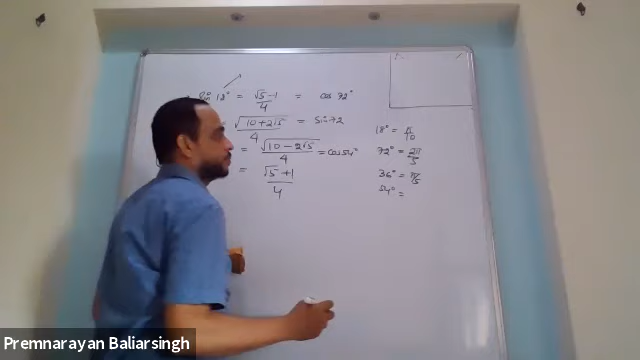 sin 18° = √5-1/4 = cos 72°
√10+2√5/4 = sin 72
= √10-2√5/4 = cos 54°
= √5+1/4
18° = π/10
72° = 2π/5
36° = π/5
54° =
Premnarayan Baliarsingh